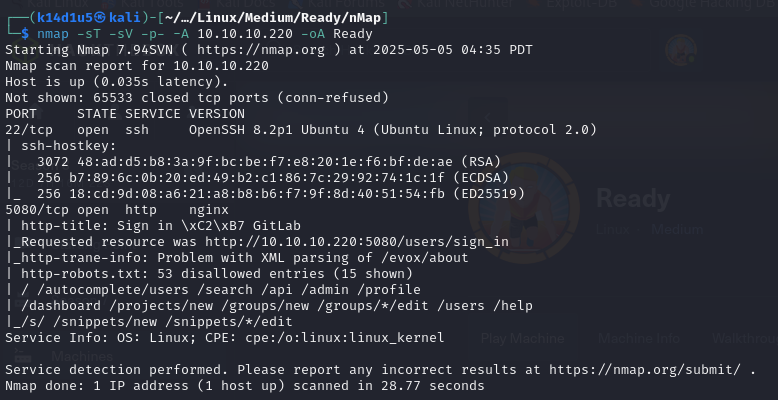 ┌──(k14d1u5㉿kali)-[~/…/Linux/Medium/Ready/nMap]
└─$ nmap -sT -sV -p- -A 10.10.10.220 -oA Ready
Starting Nmap 7.94SVN ( https://nmap.org ) at 2025-05-05 04:35 PDT
Nmap scan report for 10.10.10.220
Host is up (0.035s latency).
Not shown: 65533 closed tcp ports (conn-refused)
PORT     STATE SERVICE VERSION
22/tcp   open  ssh     OpenSSH 8.2p1 Ubuntu 4 (Ubuntu Linux; protocol 2.0)
| ssh-hostkey:
|   3072 48:ad:d5:b8:3a:9f:bc:be:f7:e8:20:1e:f6:bf:de:ae (RSA)
|   256 b7:89:6c:0b:20:ed:49:b2:c1:86:7c:29:92:74:1c:1f (ECDSA)
|_  256 18:cd:9d:08:a6:21:a8:b8:b6:f7:9f:8d:40:51:54:fb (ED25519)
5080/tcp open  http    nginx
| http-title: Sign in \xC2\xB7 GitLab
|_Requested resource was http://10.10.10.220:5080/users/sign_in
|_http-trane-info: Problem with XML parsing of /evox/about
| http-robots.txt: 53 disallowed entries (15 shown)
| / /autocomplete/users /search /api /admin /profile
| /dashboard /projects/new /groups/new /groups/*/edit /users /help
|_/s/ /snippets/new /snippets/*/edit
Service Info: OS: Linux; CPE: cpe:/o:linux:linux_kernel
Service detection performed. Please report any incorrect results at https://nmap.org/submit/ .
Nmap done: 1 IP address (1 host up) scanned in 28.77 seconds
Ready
Linux Medium
Play Machine Machine Info Walkthrou
Machines